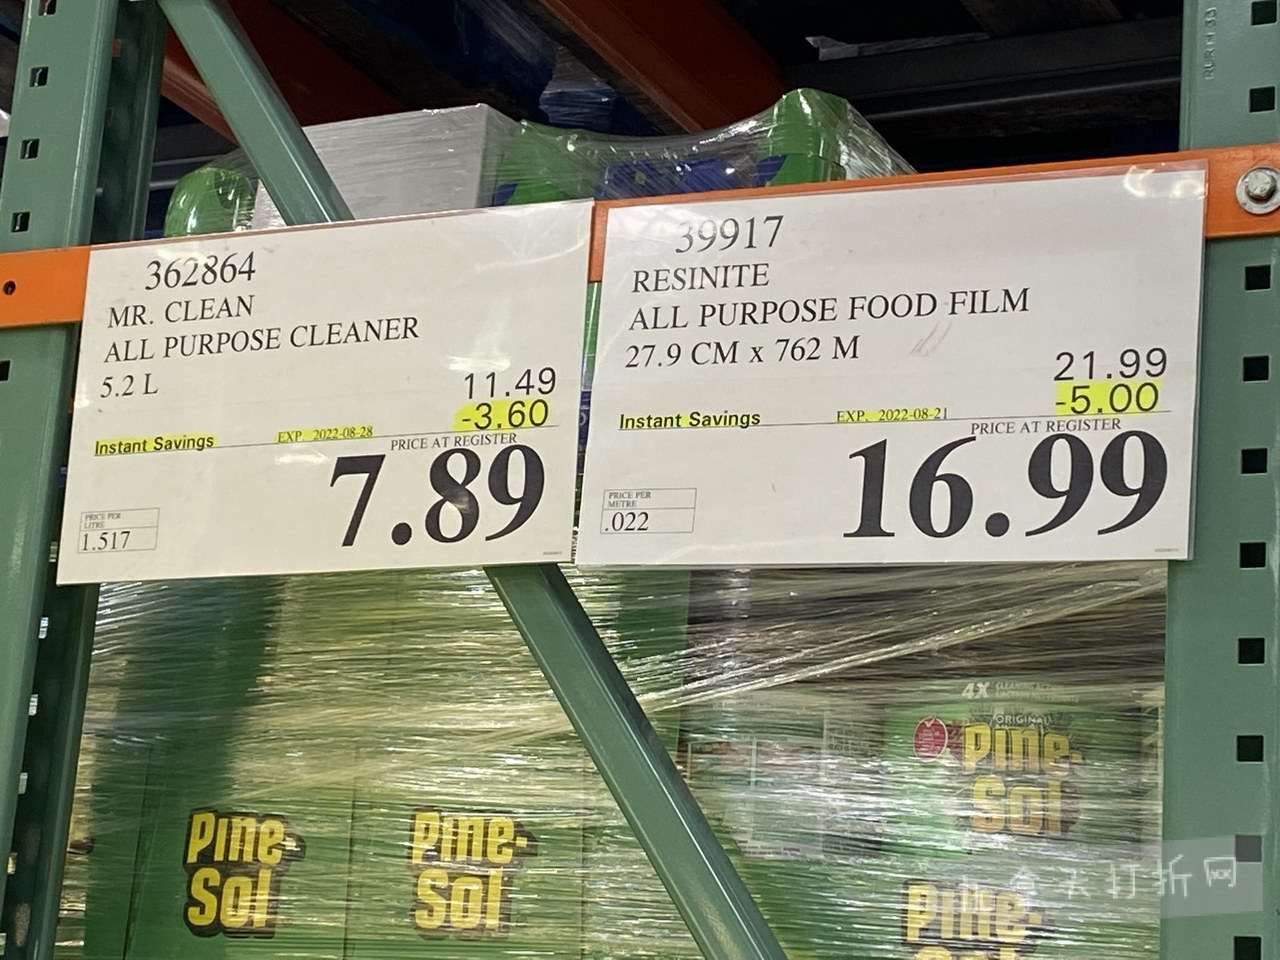 362864
MR. CLEAN
ALL PURPOSE CLEANER
5.2 L
11.49
-3.60
Instant Savings
EXP. 2022-08-28
PRICE AT REGISTER
7.89
PRICE PER
LITRE
1.517
39917
RESINITE
ALL PURPOSE FOOD FILM
27.9 CM x 762 M
21.99
-5.00
Instant Savings
EXP. 2022-08-21
PRICE AT REGISTER
16.99
PRICE PER
METRE
.022
4X
ORIGINAL
Pine-
Sol
Pine-
Sol
Pine-
Sol
Pine-
打折网